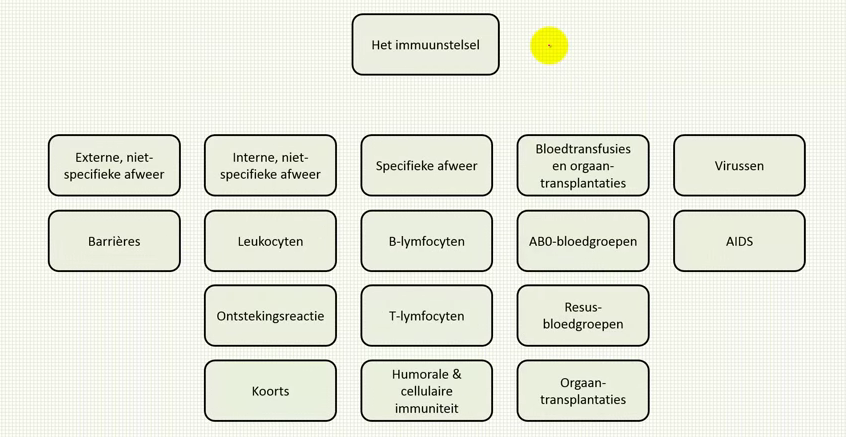 Het immuunstelsel
Externe, niet-
specifieke afweer
Interne, niet-
specifieke afweer
Specifieke afweer
Bloedtransfusies
en orgaan-
transplantaties
Virussen
Barrières
Leukocyten
B-lymfocyten
AB0-bloedgroepen
AIDS
Ontstekingsreactie
T-lymfocyten
Resus-
bloedgroepen
Koorts
Humorale &
cellulaire
immuniteit
Orgaan-
transplantaties